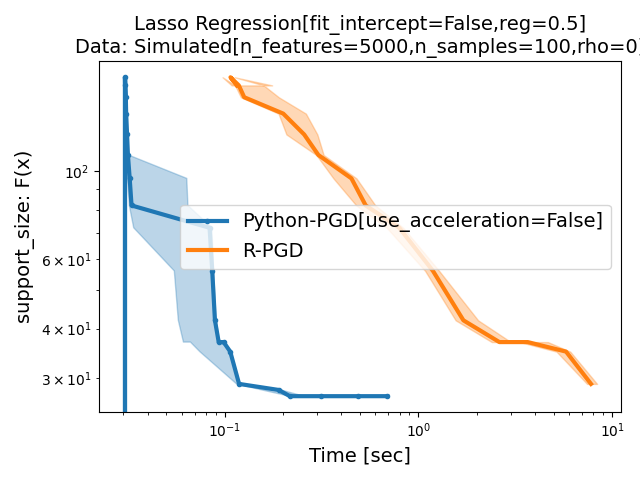 Lasso Regression[fit_intercept=False,reg=0.5]
Data: Simulated[n_features=5000,n_samples=100,rho=0]
support_size: F(x)
10²
6 × 10¹
4 × 10¹
3 × 10¹
Python-PGD[use_acceleration=False]
R-PGD
10⁻¹ 10⁰ 10¹
Time [sec]